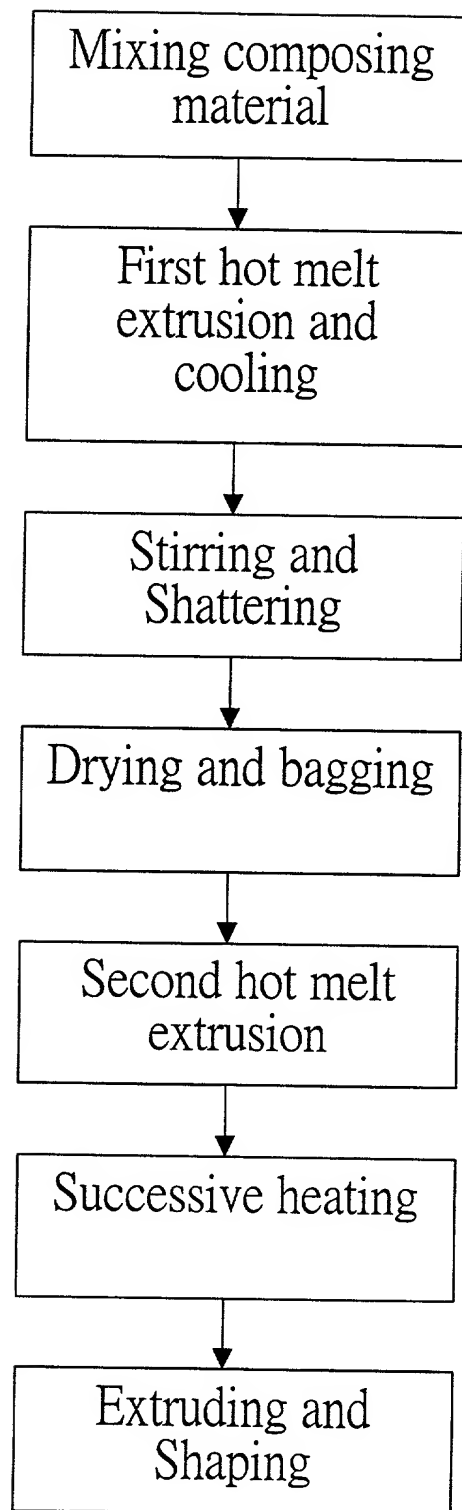 Mixing composing
material
First hot melt
extrusion and
cooling
Stirring and
Shattering
Drying and bagging
Second hot melt
extrusion
Successive heating
Extruding and
Shaping